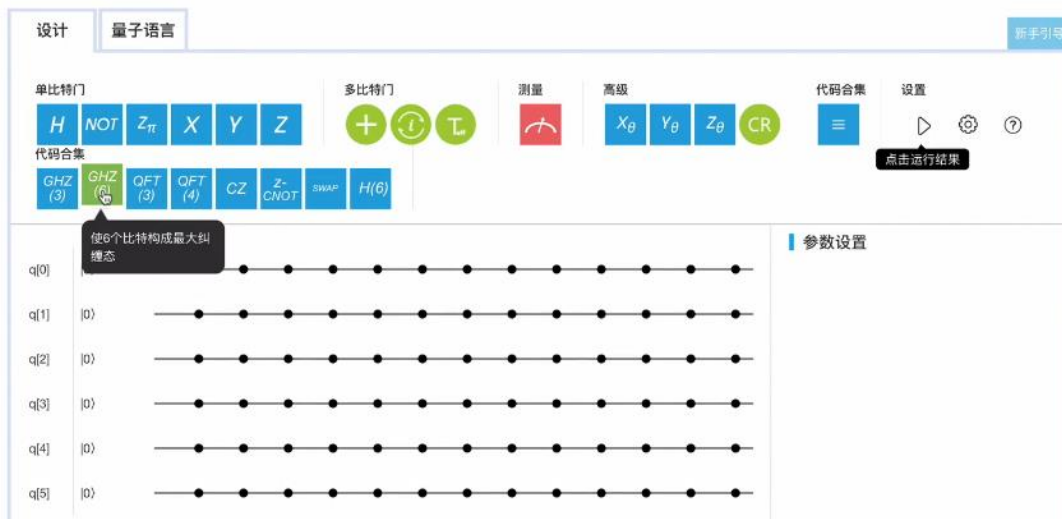 设计 量子语言
新手引导
单比特门 多比特门 测量 高级 代码合集 设置
H NOT Zπ X Y Z Xθ Yθ Zθ CR
点击运行结果
代码合集
GHZ (3) GHZ (6) QFT (3) QFT (4) CZ Z-CNOT SWAP H(6)
使6个比特构成最大纠
缠态
参数设置
q[0]
q[1] |0⟩
q[2] |0⟩
q[3] |0⟩
q[4] |0⟩
q[5] |0⟩